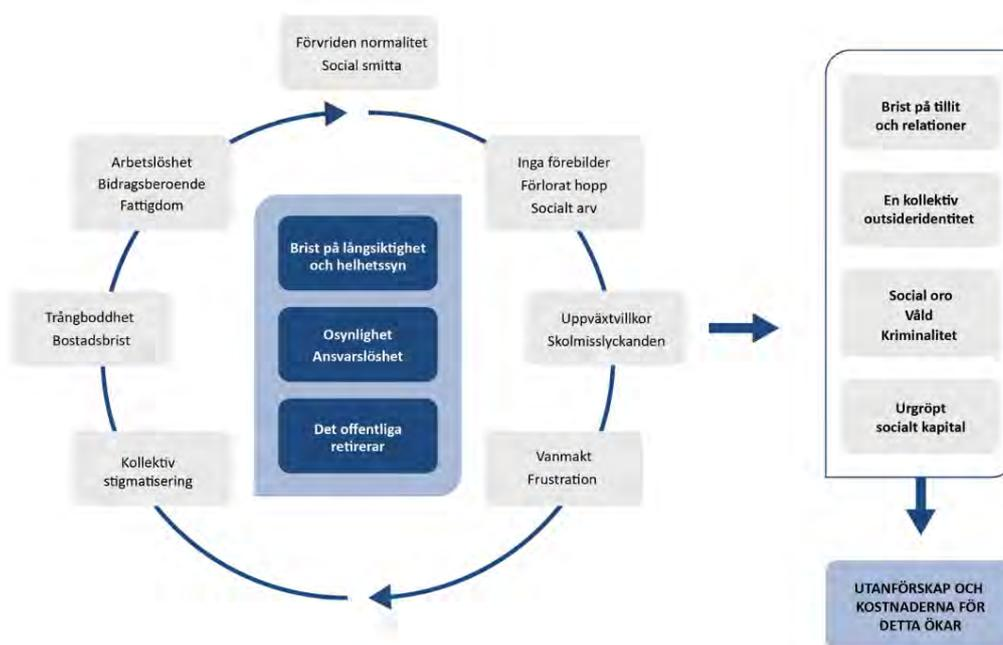 Förvriden normalitet
Social smitta
Inga förebilder
Förlorat hopp
Socialt arv
Uppväxtvillkor
Skolmisslyckanden
Vanmakt
Frustration
Kollektiv
stigmatisering
Trångboddhet
Bostadsbrist
Arbetslöshet
Bidragsberoende
Fattigdom
Brist på långsiktighet
och helhetssyn
Osynlighet
Ansvarslöshet
Det offentliga
retirerar
Brist på tillit
och relationer
En kollektiv
outsideridentitet
Social oro
Våld
Kriminalitet
Urgröpt
socialt kapital
UTANFÖRSKAP OCH
KOSTNADERNA FÖR
DETTA ÖKAR